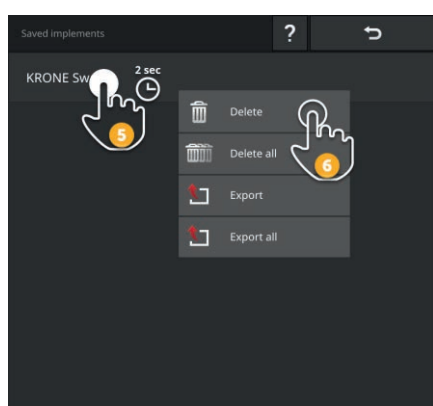 Saved implements
?
KRONE Sw
2 sec
5
Delete
6
Delete all
Export
Export all